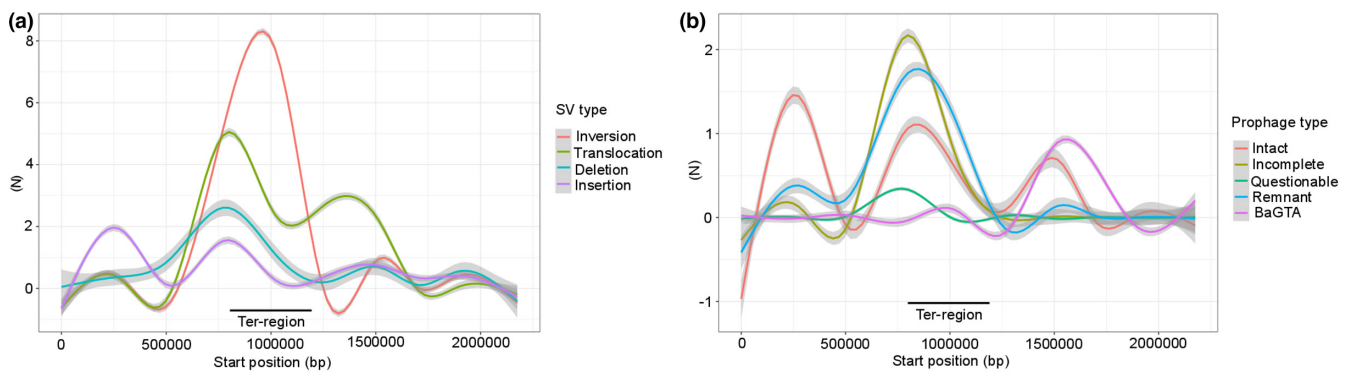 (a)
8
6
4
2
0
(N)
Ter-region
0
500000
1000000
1500000
2000000
Start position (bp)
SV type
Inversion
Translocation
Deletion
Insertion
(b)
2
1
0
-1
(N)
Ter-region
0
500000
1000000
1500000
2000000
Start position (bp)
Prophage type
Intact
Incomplete
Questionable
Remnant
BaGTA